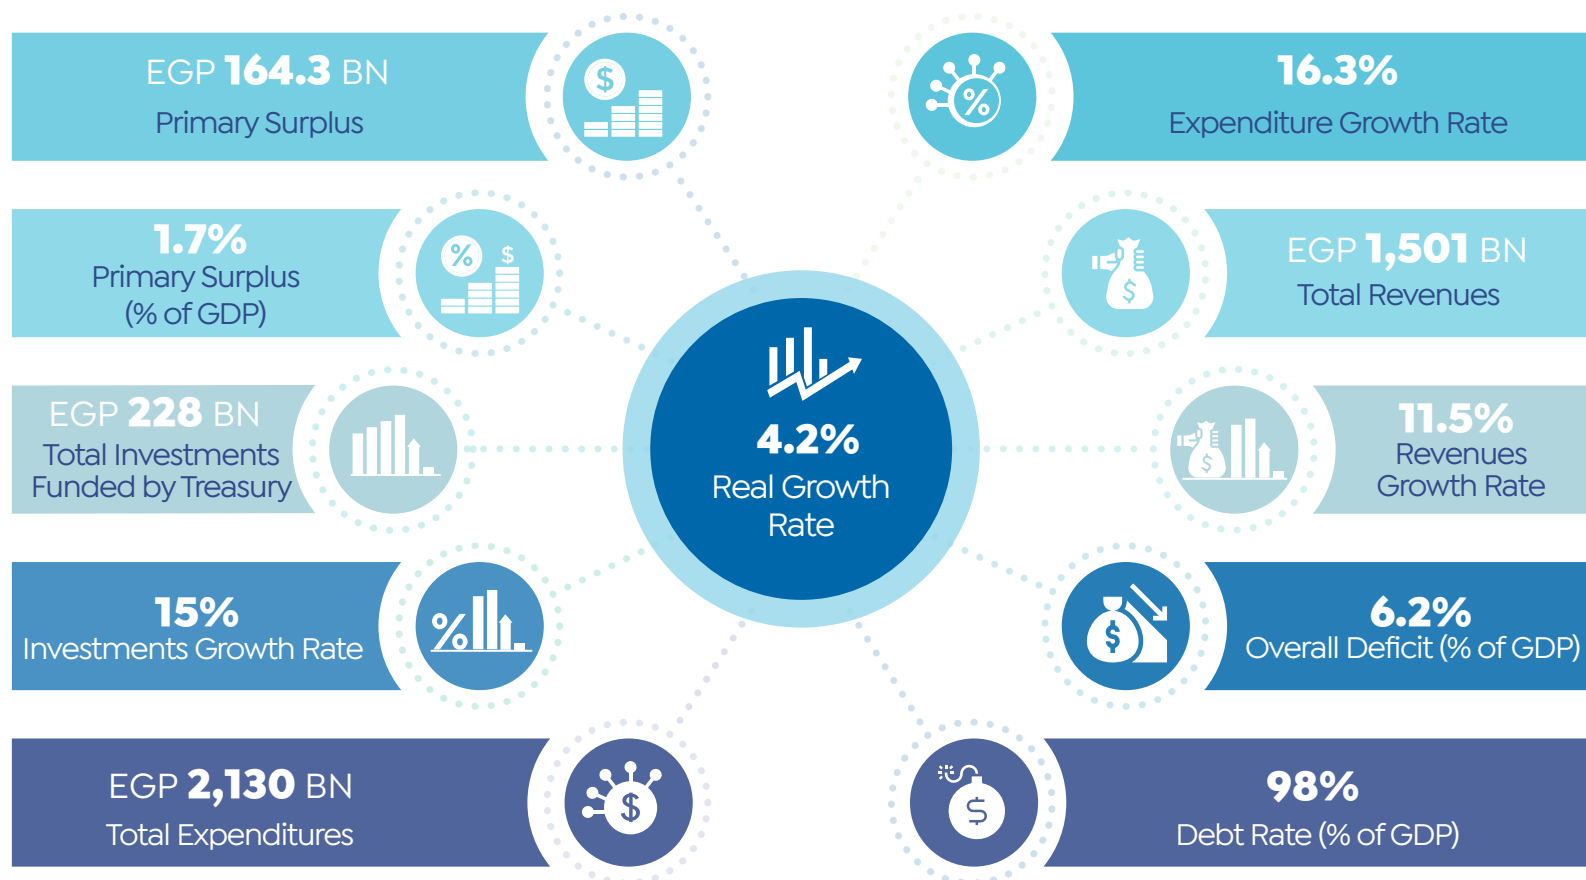 EGP 164.3 BN
Primary Surplus
1.7%
Primary Surplus
(% of GDP)
EGP 228 BN
Total Investments
Funded by Treasury
15%
Investments Growth Rate
EGP 2,130 BN
Total Expenditures
4.2%
Real Growth
Rate
16.3%
Expenditure Growth Rate
EGP 1,501 BN
Total Revenues
11.5%
Revenues
Growth Rate
6.2%
Overall Deficit (% of GDP)
98%
Debt Rate (% of GDP)